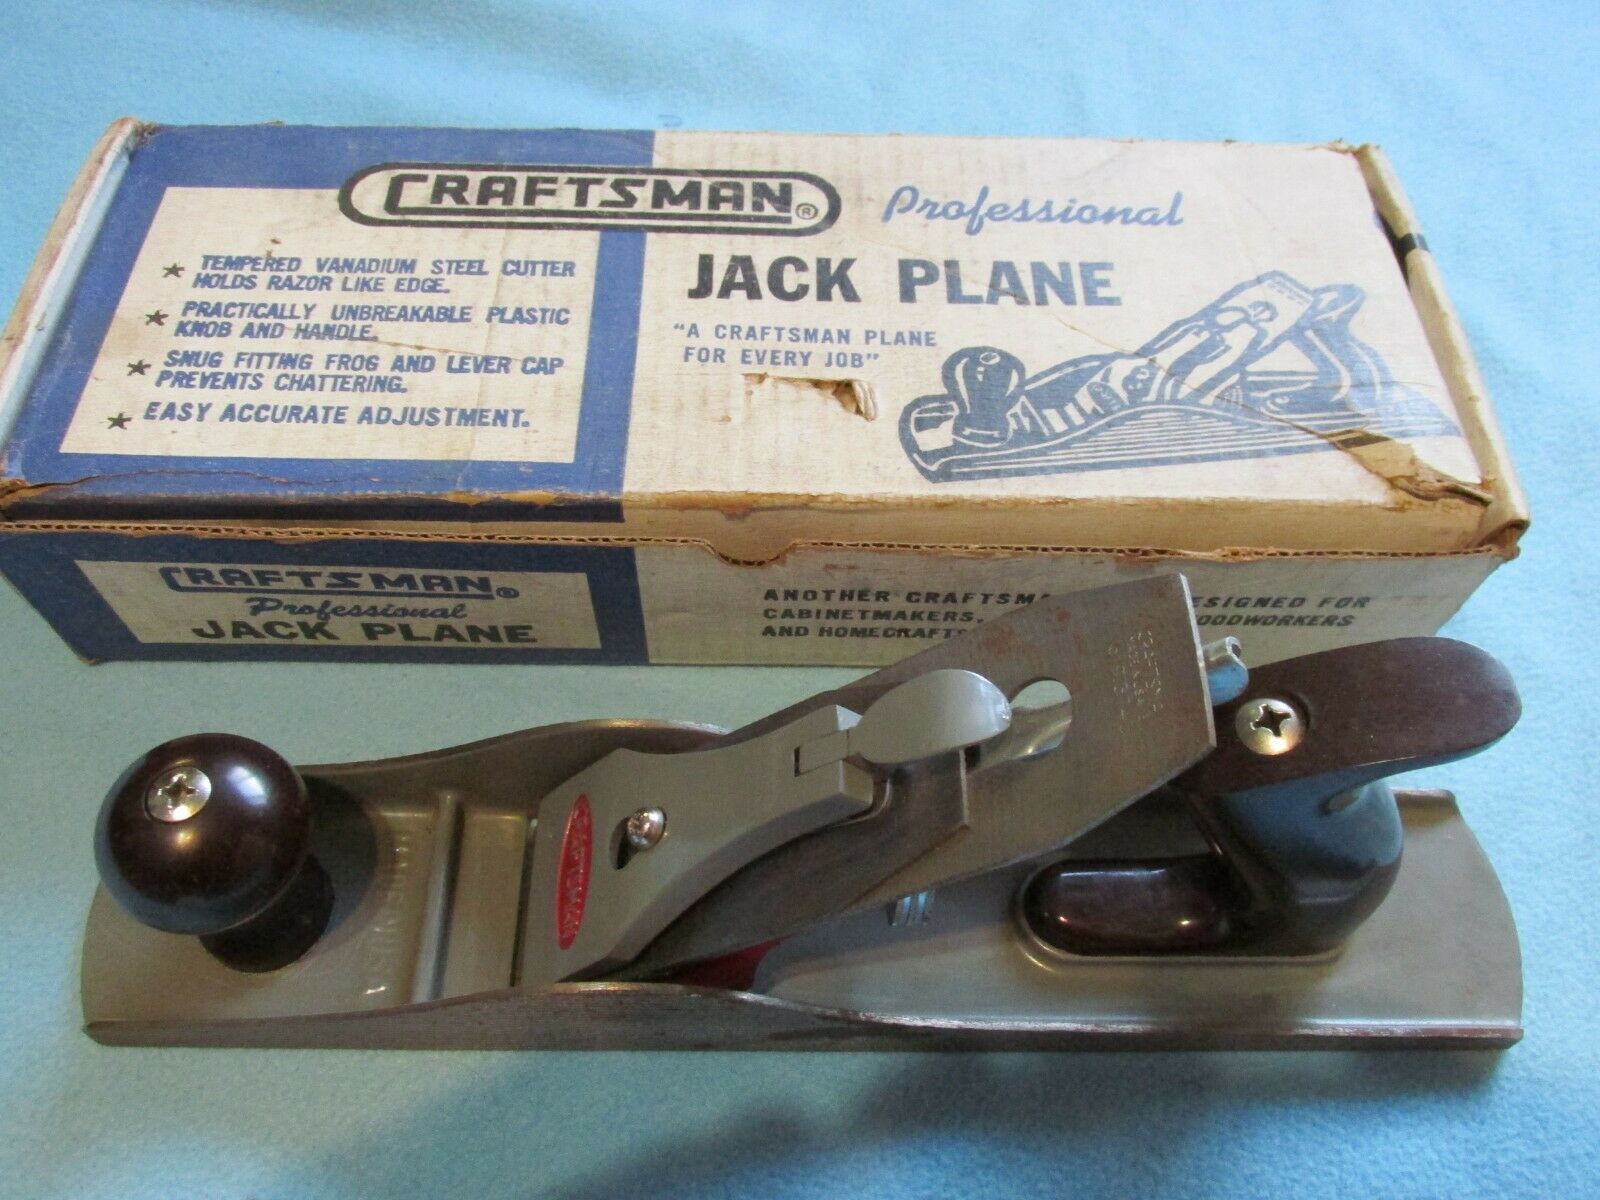 CRAFTSMAN®
Professional
JACK PLANE
"A CRAFTSMAN PLANE
FOR EVERY JOB"
★ TEMPERED VANADIUM STEEL CUTTER
HOLDS RAZOR LIKE EDGE.
★ PRACTICALLY UNBREAKABLE PLASTIC
KNOB AND HANDLE.
★ SNUG FITTING FROG AND LEVER CAP
PREVENTS CHATTERING.
★ EASY ACCURATE ADJUSTMENT.
CRAFTSMAN®
Professional
JACK PLANE
ANOTHER CRAFTSMA ESIGNED FOR
CABINETMAKERS, OODWORKERS
AND HOMECRAFTS
CRAFTSMAN